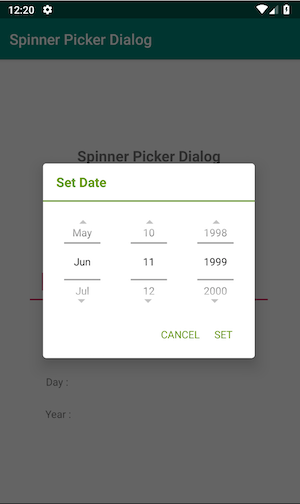 12:20
Spinner Picker Dialog
Spinner Picker Dialog
Set Date
May 10 1998
Jun 11 1999
Jul 12 2000
CANCEL SET
Day :
Year :